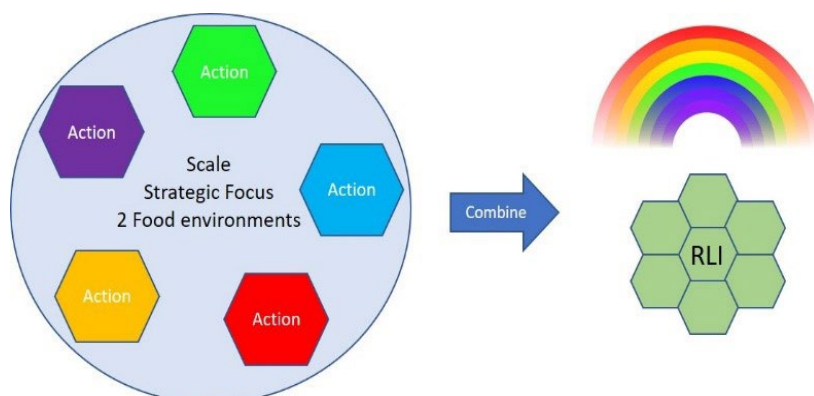 Action
Action
Scale
Strategic Focus
2 Food environments
Action
Action
Action
Combine
RLI